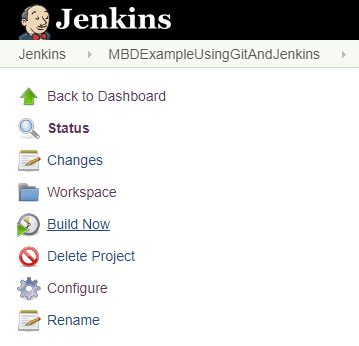 Jenkins
Jenkins MBDExampleUsingGitAndJenkins
Back to Dashboard
Status
Changes
Workspace
Build Now
Delete Project
Configure
Rename